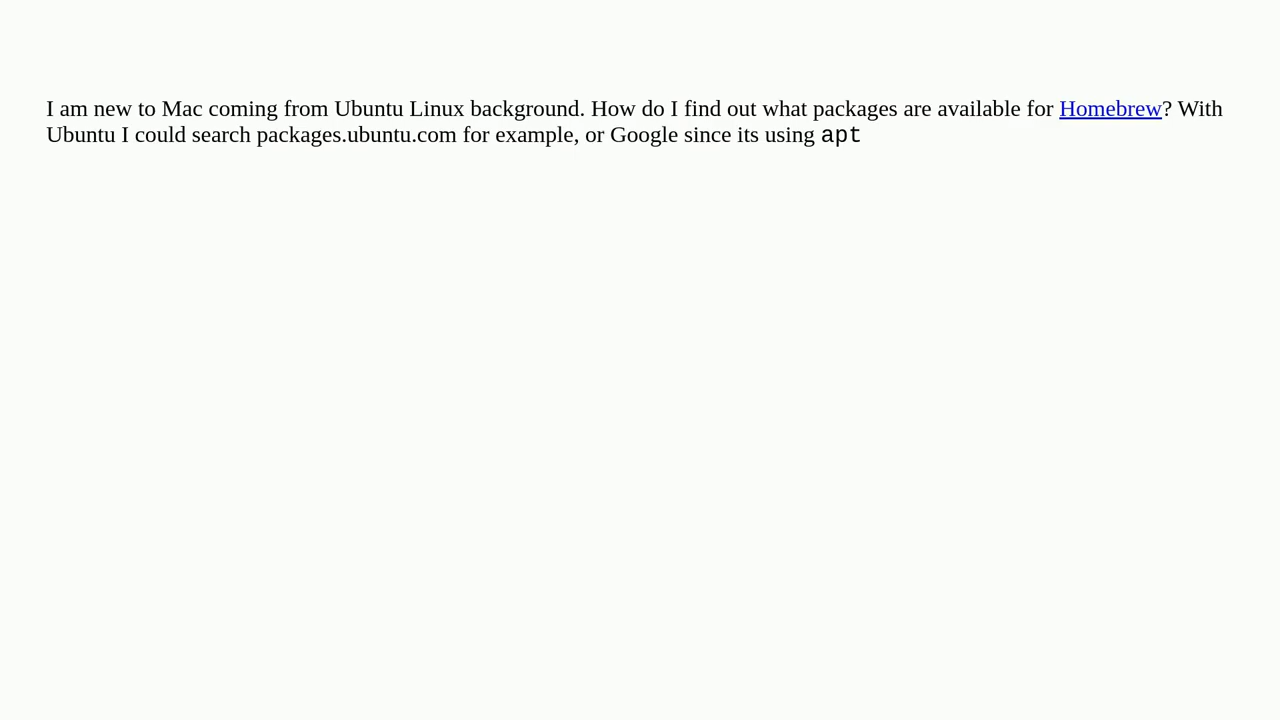 I am new to Mac coming from Ubuntu Linux background. How do I find out what packages are available for Homebrew? With
Ubuntu I could search packages.ubuntu.com for example, or Google since its using apt